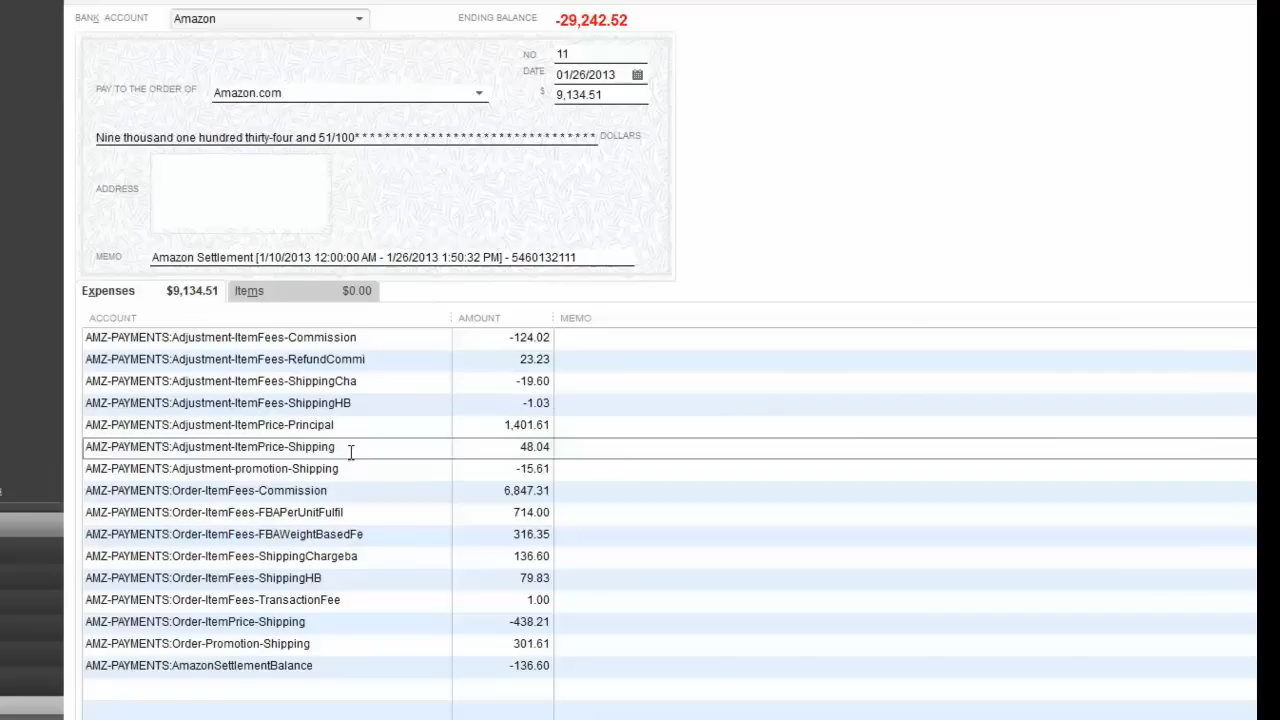 BANK ACCOUNT Amazon ENDING BALANCE -29,242.52
NO 11
DATE 01/26/2013
PAY TO THE ORDER OF Amazon.com $ 9,134.51
Nine thousand one hundred thirty-four and 51/100* * * * * * * * * * * * * * * * * * * * * * * * * * * * * * DOLLARS
ADDRESS
MEMO Amazon Settlement [1/10/2013 12:00:00 AM - 1/26/2013 1:50:32 PM] - 5460132111
Expenses $9,134.51 Items $0.00
ACCOUNT AMOUNT MEMO
AMZ-PAYMENTS:Adjustment-ItemFees-Commission -124.02
AMZ-PAYMENTS:Adjustment-ItemFees-RefundCommi 23.23
AMZ-PAYMENTS:Adjustment-ItemFees-ShippingCha -19.60
AMZ-PAYMENTS:Adjustment-ItemFees-ShippingHB -1.03
AMZ-PAYMENTS:Adjustment-ItemPrice-Principal 1,401.61
AMZ-PAYMENTS:Adjustment-ItemPrice-Shipping 48.04
AMZ-PAYMENTS:Adjustment-promotion-Shipping -15.61
AMZ-PAYMENTS:Order-ItemFees-Commission 6,847.31
AMZ-PAYMENTS:Order-ItemFees-FBAPerUnitFulfil 714.00
AMZ-PAYMENTS:Order-ItemFees-FBAWeightBasedFe 316.35
AMZ-PAYMENTS:Order-ItemFees-ShippingChargeba 136.60
AMZ-PAYMENTS:Order-ItemFees-ShippingHB 79.83
AMZ-PAYMENTS:Order-ItemFees-TransactionFee 1.00
AMZ-PAYMENTS:Order-ItemPrice-Shipping -438.21
AMZ-PAYMENTS:Order-Promotion-Shipping 301.61
AMZ-PAYMENTS:AmazonSettlementBalance -136.60